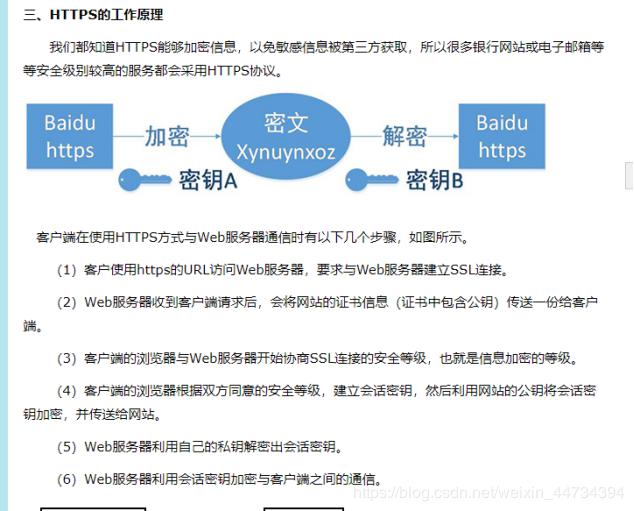 三、HTTPS的工作原理
我们都知道HTTPS能够加密信息，以免敏感信息被第三方获取，所以很多银行网站或电子邮箱等
等安全级别较高的服务都会采用HTTPS协议。
Baidu
https
加密
密文
Xynuynxoz
解密
Baidu
https
密钥A
密钥B
客户端在使用HTTPS方式与Web服务器通信时有以下几个步骤，如图所示。
（1）客户使用https的URL访问Web服务器，要求与Web服务器建立SSL连接。
（2）Web服务器收到客户端请求后，会将网站的证书信息（证书中包含公钥）传送一份给客户
端。
（3）客户端的浏览器与Web服务器开始协商SSL连接的安全等级，也就是信息加密的等级。
（4）客户端的浏览器根据双方同意的安全等级，建立会话密钥，然后利用网站的公钥将会话密
钥加密，并传送给网站。
（5）Web服务器利用自己的私钥解密出会话密钥。
（6）Web服务器利用会话密钥加密与客户端之间的通信。
https://blog.csdn.net/weixin_44734394